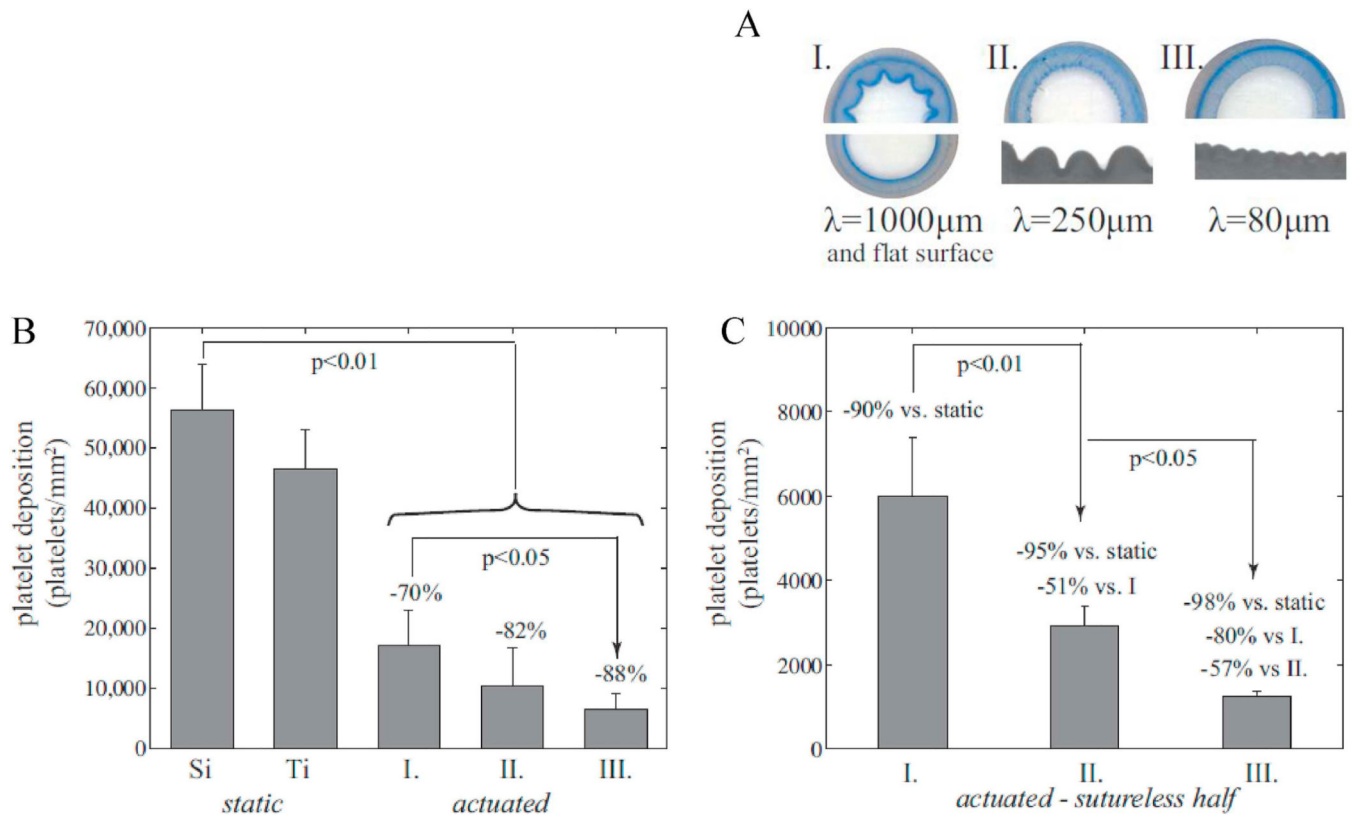 A
I.
II.
III.
λ=1000μm
and flat surface
λ=250μm
λ=80μm
B
platelet deposition
(platelets/mm²)
70,000
60,000
50,000
40,000
30,000
20,000
10,000
0
p<0.01
p<0.05
-70%
-82%
-88%
Si
Ti
I.
II.
III.
static
actuated
C
platelet deposition
(platelets/mm²)
10000
8000
6000
4000
2000
0
p<0.01
-90% vs. static
p<0.05
-95% vs. static
-51% vs. I
-98% vs. static
-80% vs I.
-57% vs II.
I.
II.
III.
actuated - sutureless half